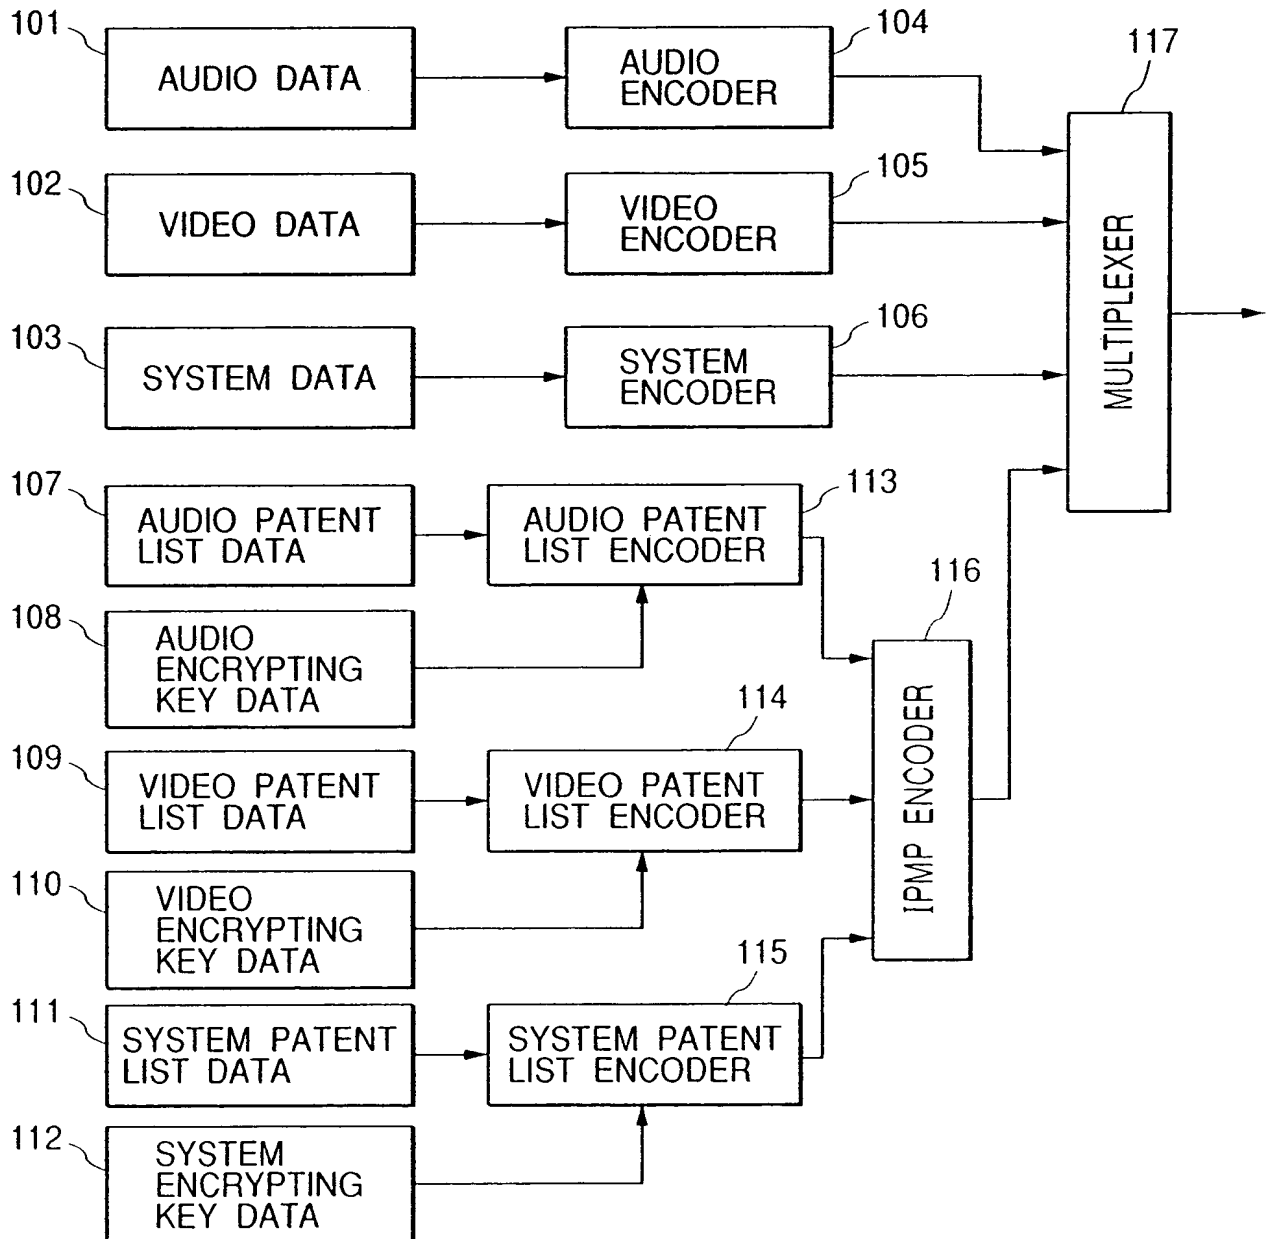 101
AUDIO DATA
104
AUDIO
ENCODER
117
102
VIDEO DATA
105
VIDEO
ENCODER
MULTIPLEXER
103
SYSTEM DATA
106
SYSTEM
ENCODER
107
AUDIO PATENT
LIST DATA
113
AUDIO PATENT
LIST ENCODER
116
108
AUDIO
ENCRYPTING
KEY DATA
IPMP ENCODER
109
VIDEO PATENT
LIST DATA
114
VIDEO PATENT
LIST ENCODER
110
VIDEO
ENCRYPTING
KEY DATA
111
SYSTEM PATENT
LIST DATA
115
SYSTEM PATENT
LIST ENCODER
112
SYSTEM
ENCRYPTING
KEY DATA